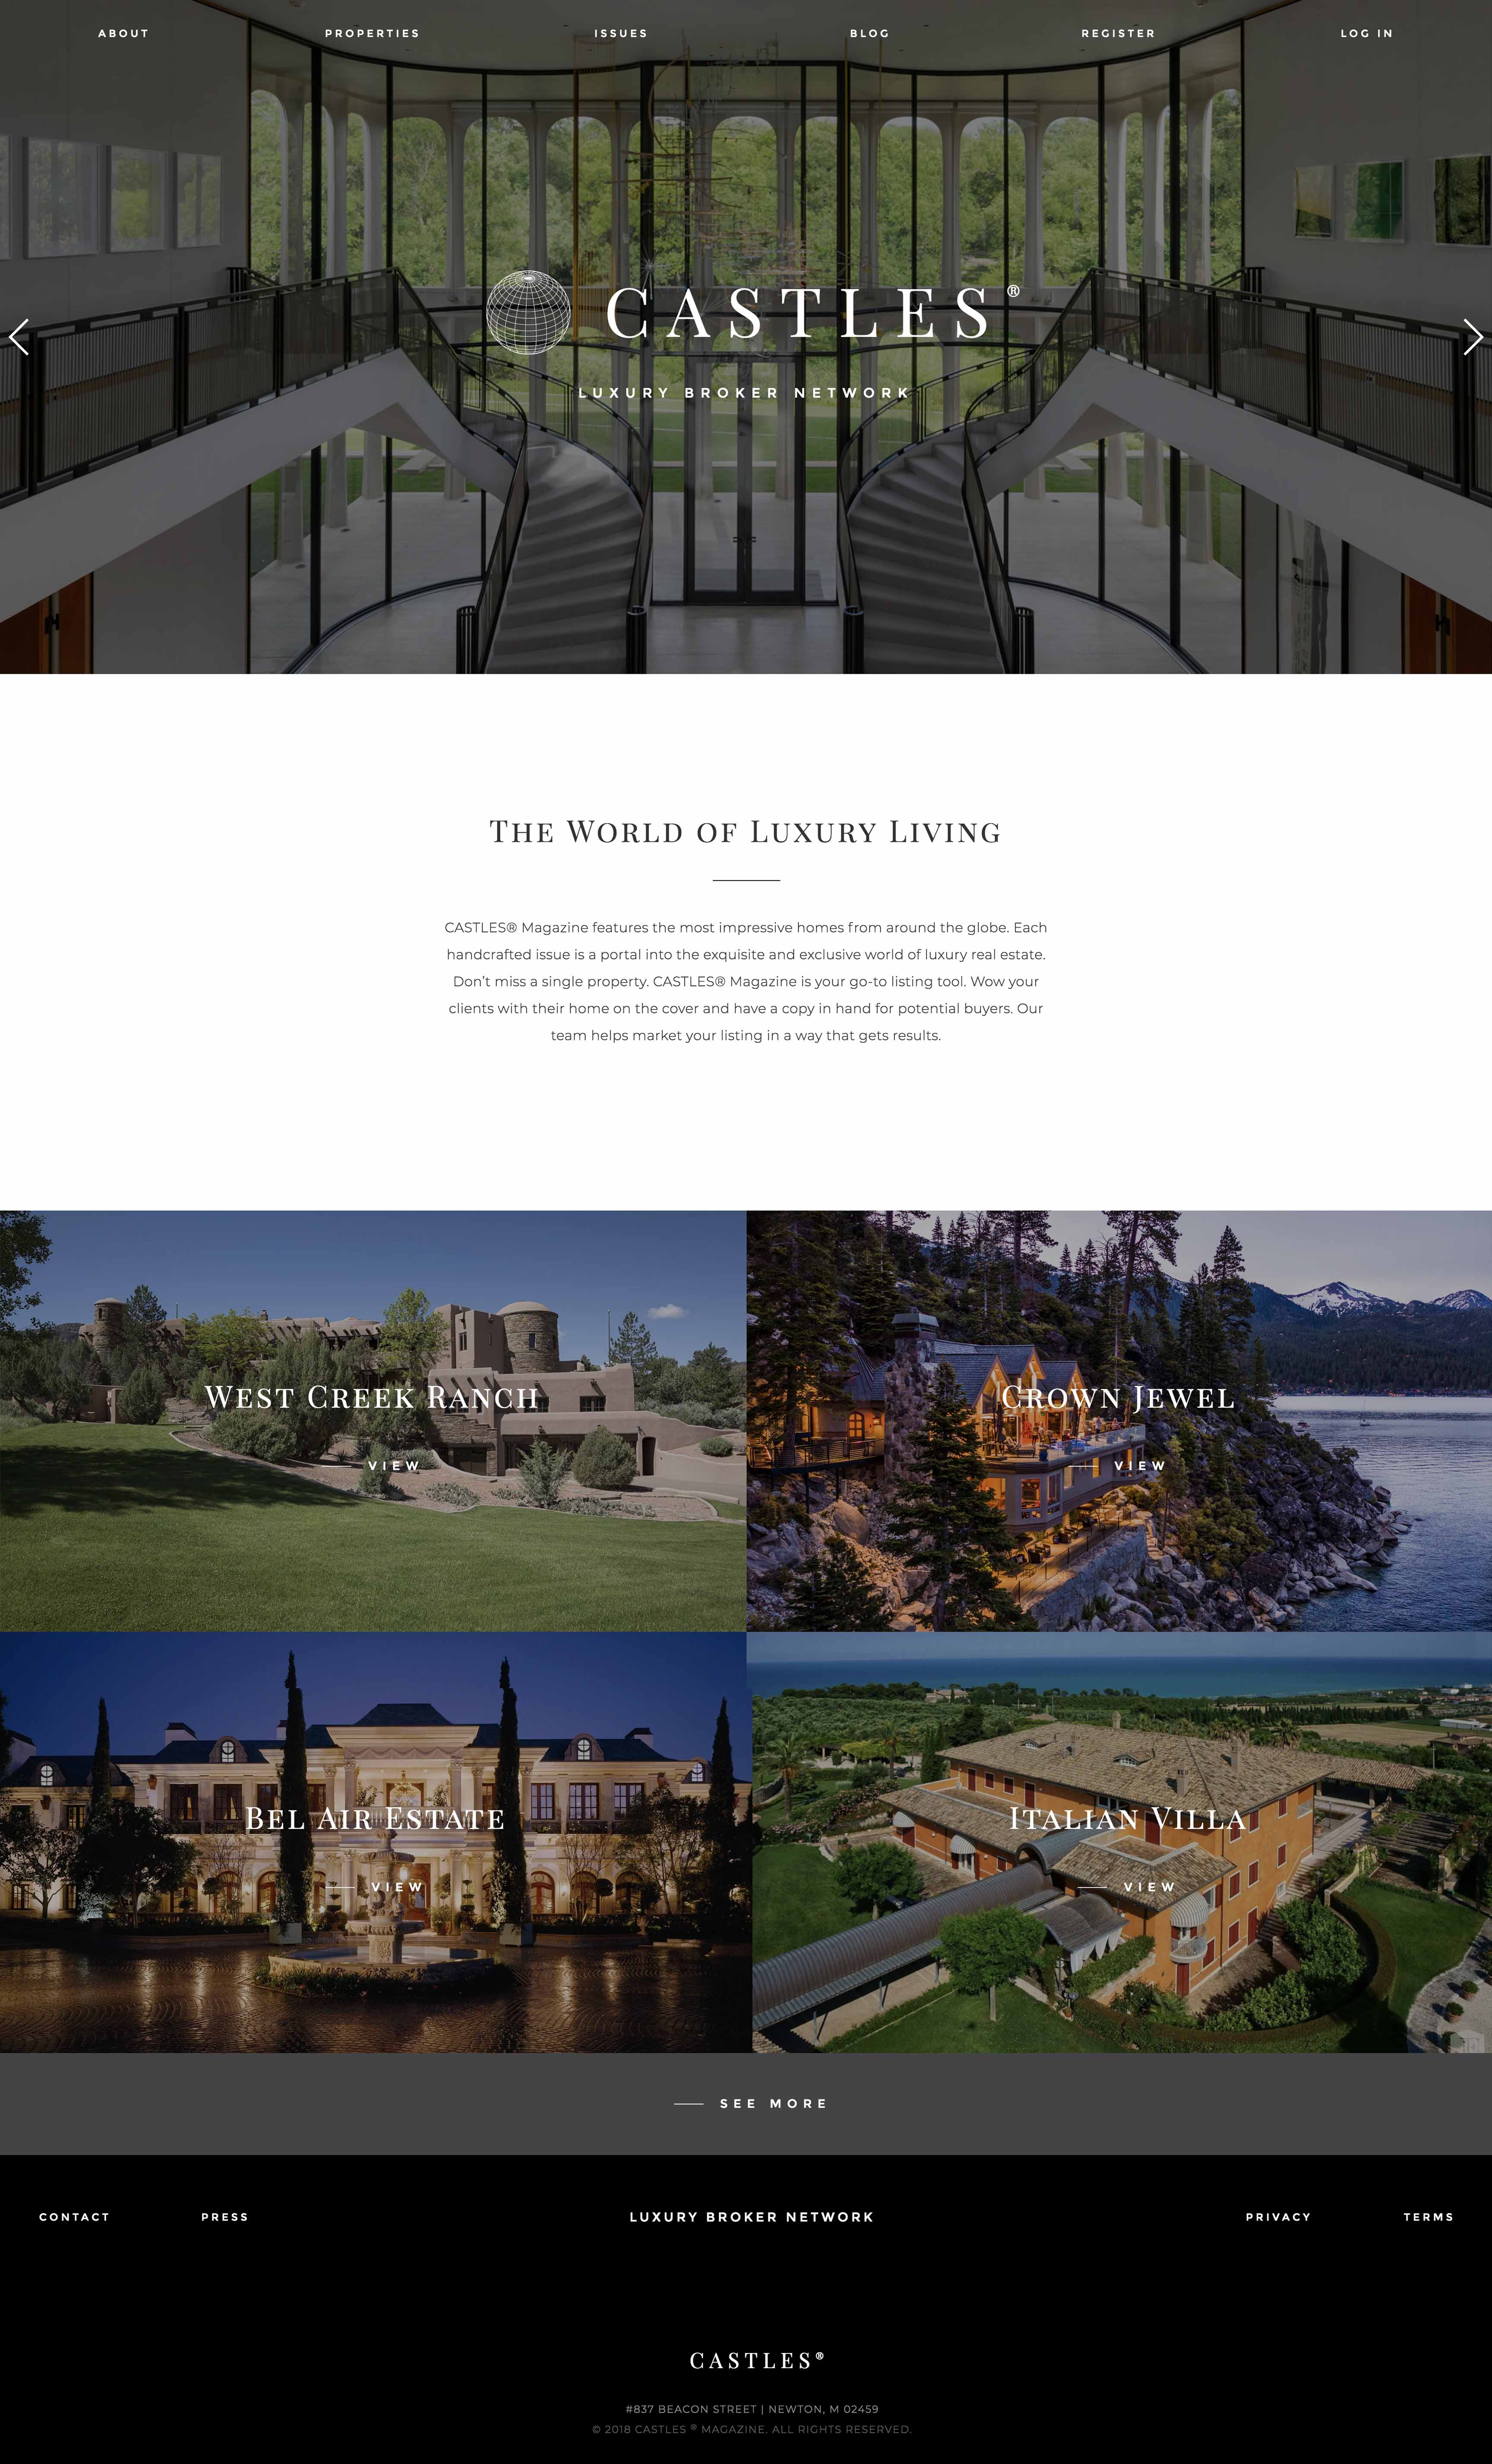 ABOUT
PROPERTIES
ISSUES
BLOG
REGISTER
LOG IN
CASTLES®
LUXURY BROKER NETWORK
The World of Luxury Living
CASTLES® Magazine features the most impressive homes from around the globe. Each
handcrafted issue is a portal into the exquisite and exclusive world of luxury real estate.
Don’t miss a single property. CASTLES® Magazine is your go-to listing tool. Wow your
clients with their home on the cover and have a copy in hand for potential buyers. Our
team helps market your listing in a way that gets results.
West Creek Ranch
VIEW
Crown Jewel
VIEW
Bel Air Estate
VIEW
Italian Villa
VIEW
SEE MORE
CONTACT
PRESS
LUXURY BROKER NETWORK
PRIVACY
TERMS
CASTLES®
#837 BEACON STREET | NEWTON, M 02459
© 2018 CASTLES ® MAGAZINE. ALL RIGHTS RESERVED.